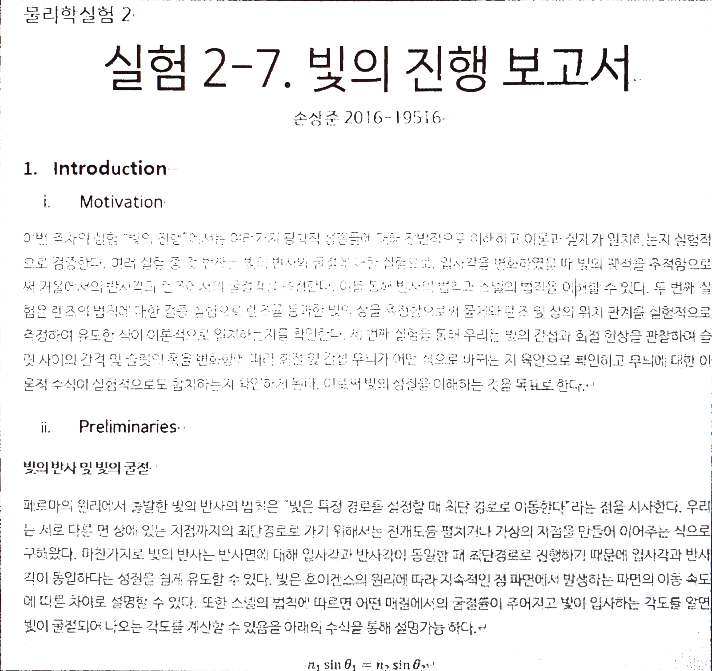 물리학실험 2
실험 2-7. 빛의 진행 보고서
손상준 2016-19516
1. Introduction
i. Motivation
이번 주차의 실험 "빛의 진행"에서는 여러가지 광학적 성질들에 대해 전반적으로 이해하고 이론과 실제가 일치하는지 실험적
으로 검증한다. 여러 실험 중 첫 번째는 빛의 반사와 굴절에 대한 실험으로, 입사각을 변화하였을 때 빛의 궤적을 추적함으로
써 거울에서의 반사각과 렌즈에서의 굴절각을 측정한다. 이를 통해 반사의 법칙과 스넬의 법칙을 이해할 수 있다. 두 번째 실
험은 렌즈의 법칙에 대한 검증 실험으로 렌즈를 통과한 빛의 상을 측정함으로써 물체와 렌즈 및 상의 위치 관계를 실험적으로
측정하여 유도한 식이 이론적으로 일치하는지를 확인한다. 세 번째 실험을 통해 우리는 빛의 간섭과 회절 현상을 관찰하여 슬
릿 사이의 간격 및 슬릿의 폭을 변화함에 따라 회절 및 간섭 무늬가 어떤 식으로 바뀌는 지 육안으로 확인하고 무늬에 대한 이
론적 수식이 실험적으로도 합치하는지 확인하게 된다. 이로써 빛의 성질을 이해하는 것을 목표로 한다.
ii. Preliminaries
빛의 반사 및 빛의 굴절
페르마의 원리에서 출발한 빛의 반사의 법칙은 "빛은 특정 경로를 설정할 때 최단 경로로 이동한다"라는 점을 시사한다. 우리
는 서로 다른 면 상에 있는 지점까지의 최단경로로 가기 위해서는 전개도를 펼치거나 가상의 지점을 만들어 이어주는 식으로
구해왔다. 마찬가지로 빛의 반사는 반사면에 대해 입사각과 반사각이 동일한 때 최단경로로 진행하기 때문에 입사각과 반사
각이 동일하다는 성질을 쉽게 유도할 수 있다. 빛은 호이겐스의 원리에 따라 지속적인 점 파면에서 발생하는 파면의 이동 속도
에 따른 차이로 설명할 수 있다. 또한 스넬의 법칙에 따르면 어떤 매질에서의 굴절률이 주어지고 빛이 입사하는 각도를 알면
빛이 굴절되어 나오는 각도를 계산할 수 있음을 아래의 수식을 통해 설명가능 하다.
n₁ sin θ₁ = n₂ sin θ₂